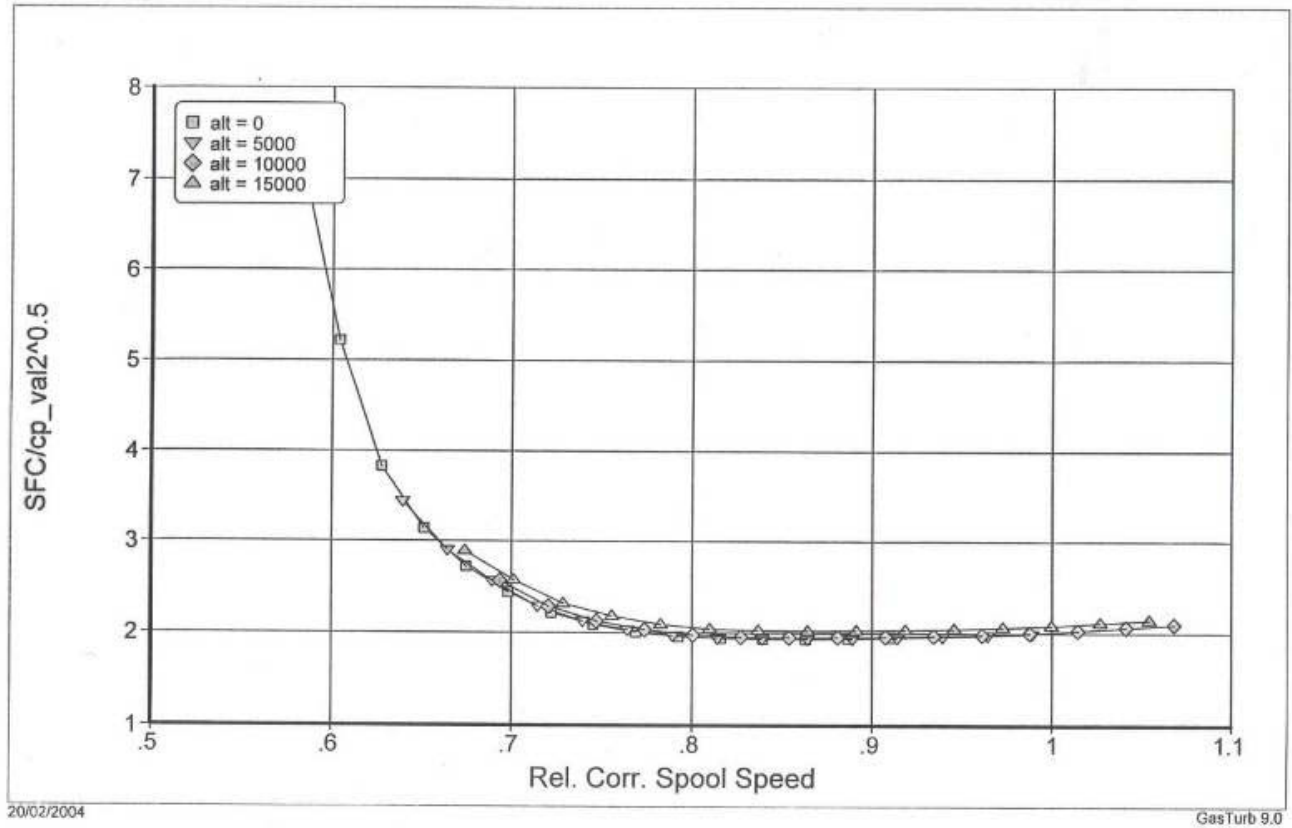 8
7
6
5
4
3
2
1
SFC/cp_val2^0.5
alt = 0
alt = 5000
alt = 10000
alt = 15000
.5 .6 .7 .8 .9 1 1.1
Rel. Corr. Spool Speed
20/02/2004
GasTurb 9.0